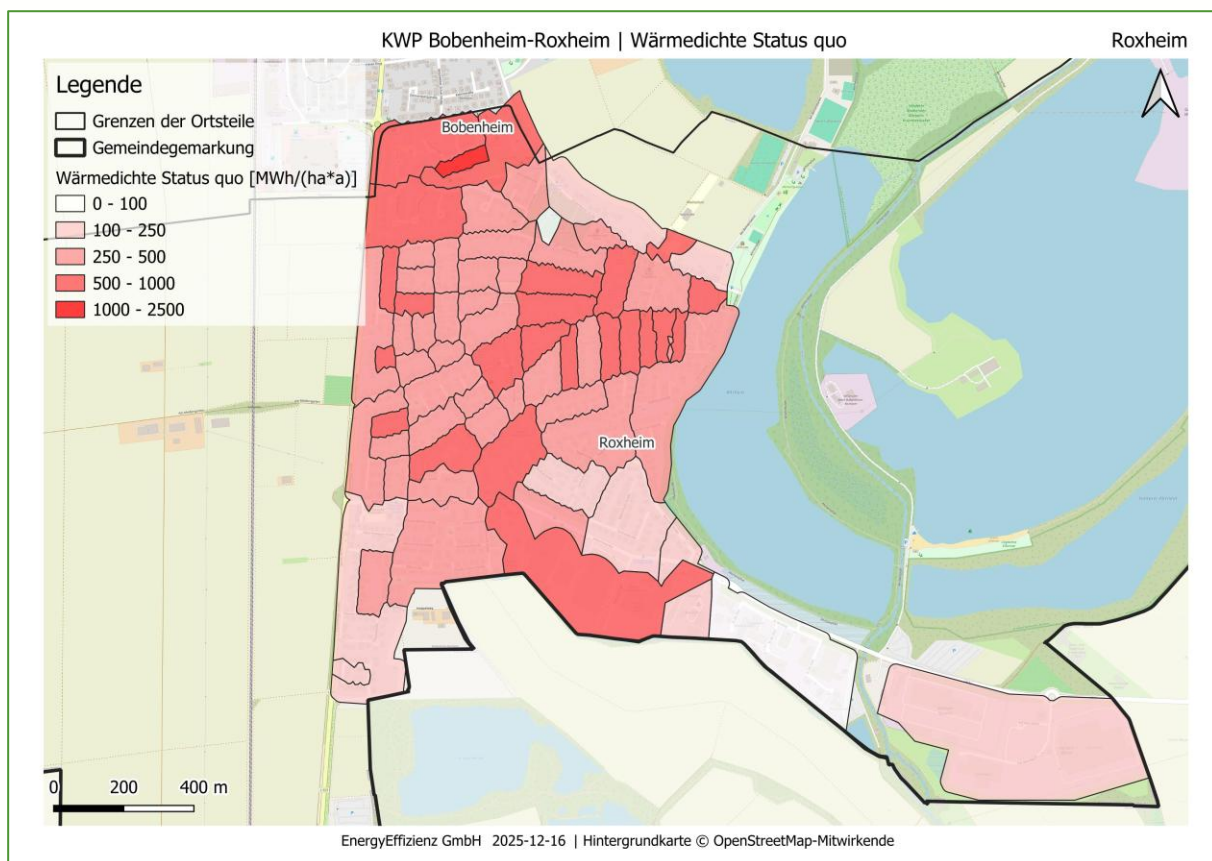 KWP Bobenheim-Roxheim | Wärmedichte Status quo
Roxheim
Legende
Grenzen der Ortsteile
Gemeindegemarkung
Wärmedichte Status quo [MWh/(ha*a)]
0 - 100
100 - 250
250 - 500
500 - 1000
1000 - 2500
Bobenheim
Roxheim
0 200 400 m
EnergyEffizienz GmbH 2025-12-16 | Hintergrundkarte © OpenStreetMap-Mitwirkende